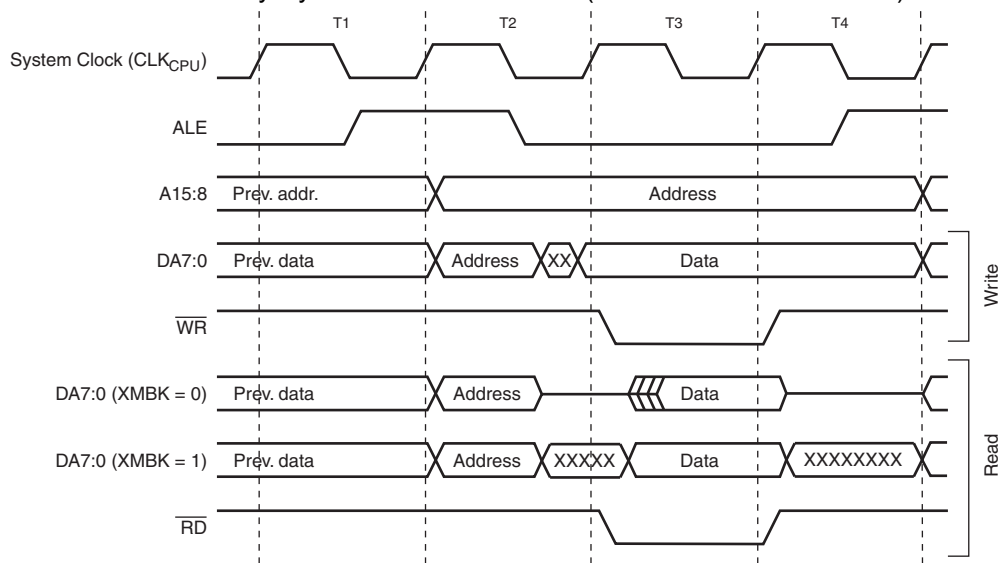 T1 T2 T3 T4
System Clock (CLKCPU)
ALE
A15:8 Prev. addr. Address
DA7:0 Prev. data Address XX Data
WR
Write
DA7:0 (XMBK = 0) Prev. data Address Data
DA7:0 (XMBK = 1) Prev. data Address XXXXX Data XXXXXXXX
RD
Read